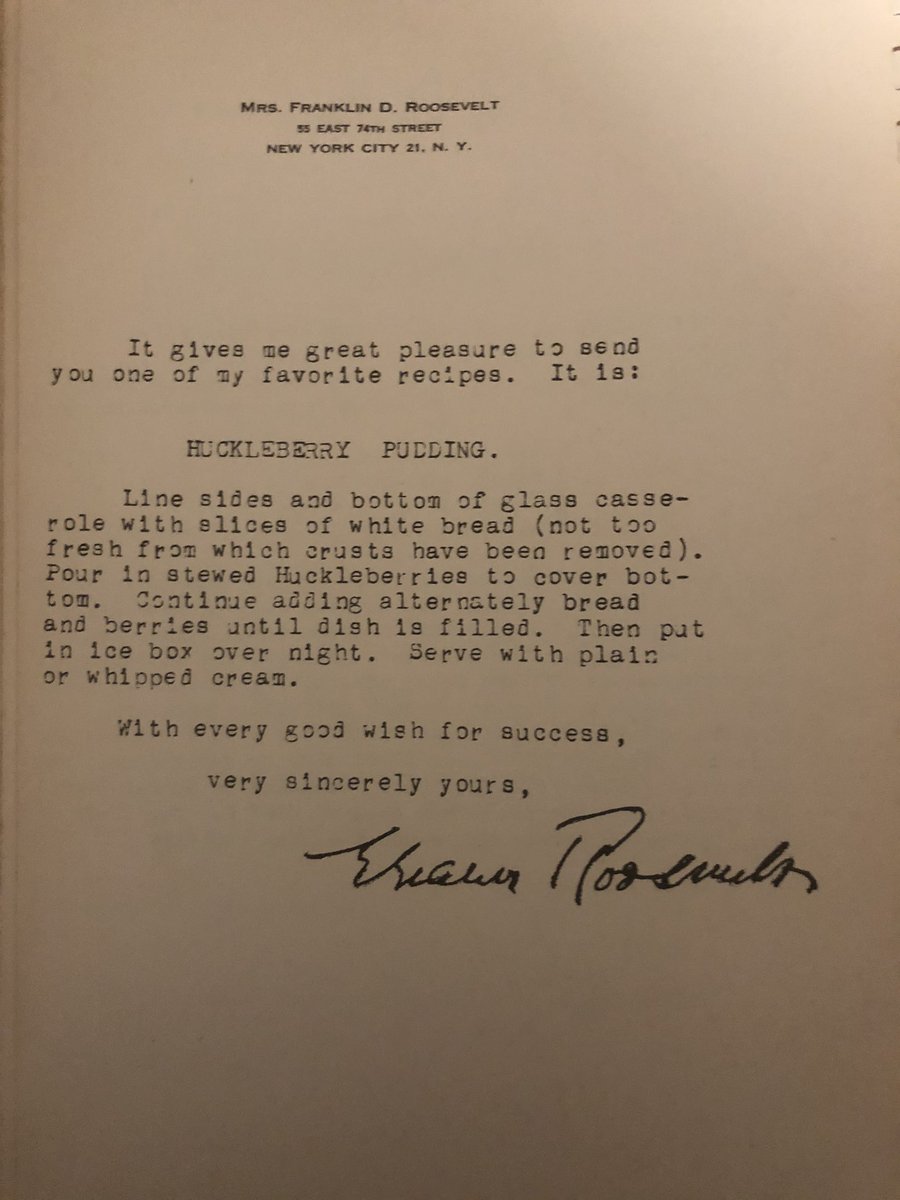 MRS. FRANKLIN D. ROOSEVELT
55 EAST 74TH STREET
NEW YORK CITY 21, N. Y.
It gives me great pleasure to send
you one of my favorite recipes. It is:
HUCKLEBERRY PUDDING.
Line sides and bottom of glass casse-
role with slices of white bread (not too
fresh from which crusts have been removed).
Pour in stewed Huckleberries to cover bot-
tom. Continue adding alternately bread
and berries until dish is filled. Then put
in ice box over night. Serve with plain
or whipped cream.
With every good wish for success,
very sincerely yours,
Eleanor Roosevelt